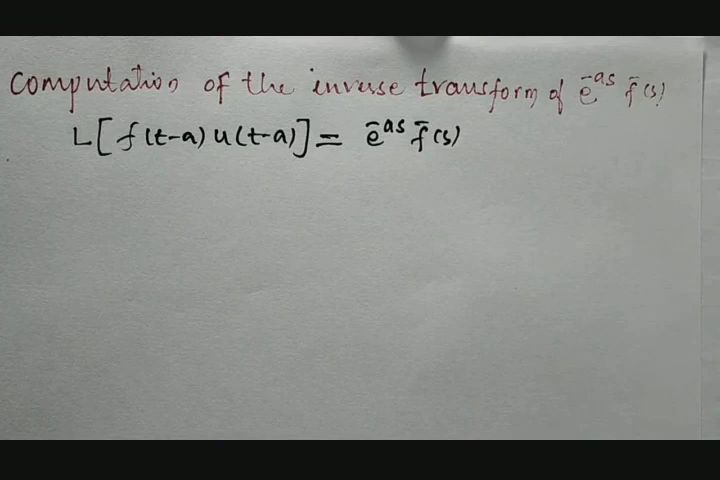 Computation of the inverse transform of e^-as f̄(s)
L[f(t-a)u(t-a)] = e^-as f̄(s)